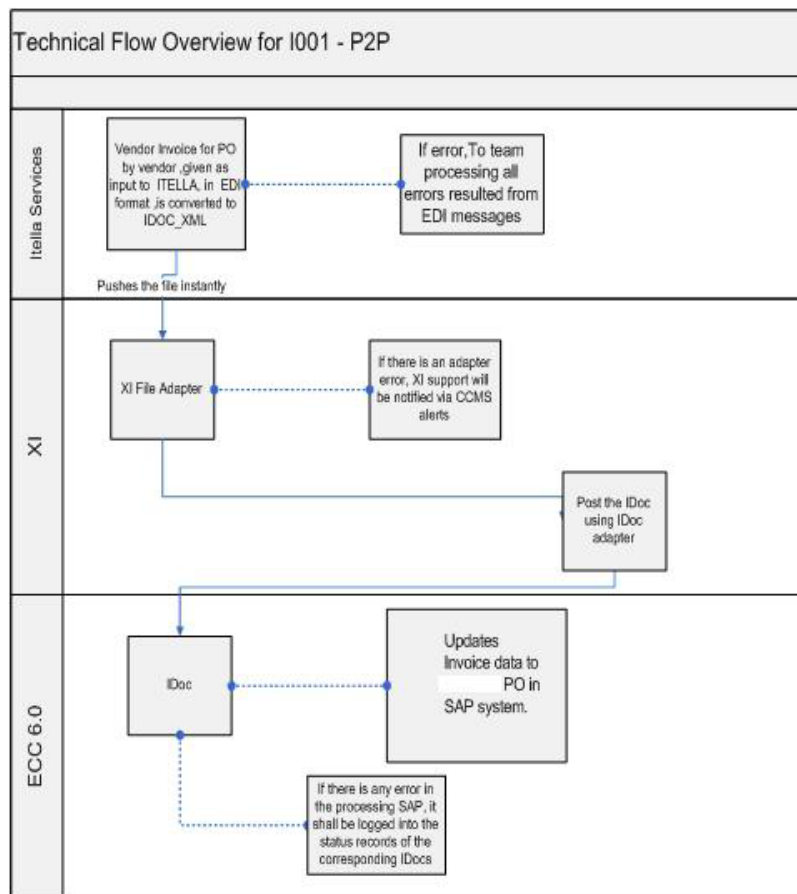 Technical Flow Overview for I001 - P2P
Itella Services
Vendor Invoice for PO
by vendor ,given as
input to ITELLA, in EDI
format ,is converted to
IDOC_XML
If error,To team
processing all
errors resulted from
EDI messages
Pushes the file instantly
XI
XI File Adapter
If there is an adapter
error, XI support will
be notified via CCMS
alerts
Post the IDoc
using IDoc
adapter
ECC 6.0
IDoc
Updates
Invoice data to
PO in
SAP system.
If there is any error in
the processing SAP, it
shall be logged into the
status records of the
corresponding IDocs